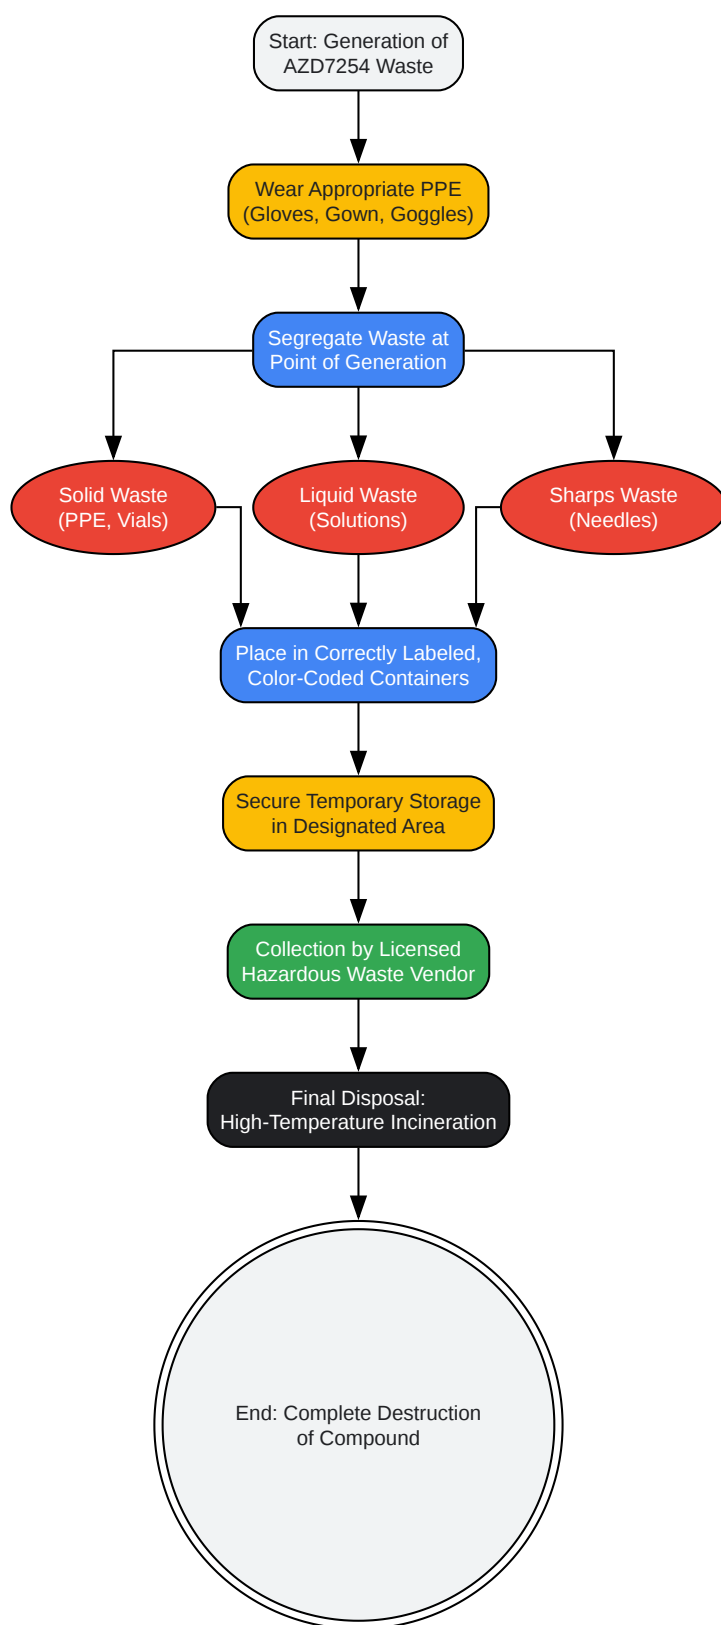 Start: Generation of
AZD7254 Waste
Wear Appropriate PPE
(Gloves, Gown, Goggles)
Segregate Waste at
Point of Generation
Solid Waste
(PPE, Vials)
Liquid Waste
(Solutions)
Sharps Waste
(Needles)
Place in Correctly Labeled,
Color-Coded Containers
Secure Temporary Storage
in Designated Area
Collection by Licensed
Hazardous Waste Vendor
Final Disposal:
High-Temperature Incineration
End: Complete Destruction
of Compound